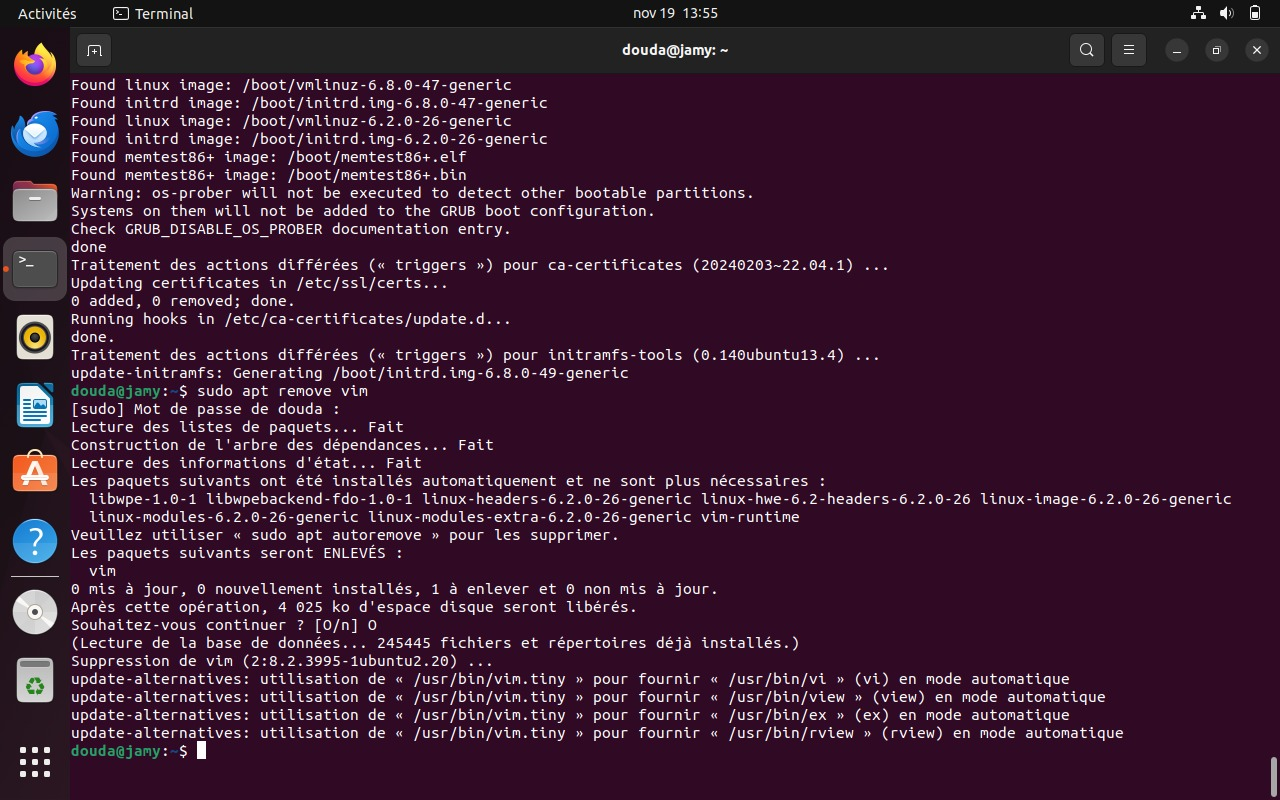 Activités
Terminal
nov 19 13:55
douda@jamy: ~
Found linux image: /boot/vmlinuz-6.8.0-47-generic
Found initrd image: /boot/initrd.img-6.8.0-47-generic
Found linux image: /boot/vmlinuz-6.2.0-26-generic
Found initrd image: /boot/initrd.img-6.2.0-26-generic
Found memtest86+ image: /boot/memtest86+.elf
Found memtest86+ image: /boot/memtest86+.bin
Warning: os-prober will not be executed to detect other bootable partitions.
Systems on them will not be added to the GRUB boot configuration.
Check GRUB_DISABLE_OS_PROBER documentation entry.
done
Traitement des actions différées (« triggers ») pour ca-certificates (20240203~22.04.1) ...
Updating certificates in /etc/ssl/certs...
0 added, 0 removed; done.
Running hooks in /etc/ca-certificates/update.d...
done.
Traitement des actions différées (« triggers ») pour initramfs-tools (0.140ubuntu13.4) ...
update-initramfs: Generating /boot/initrd.img-6.8.0-49-generic
douda@jamy:~$ sudo apt remove vim
[sudo] Mot de passe de douda :
Lecture des listes de paquets... Fait
Construction de l'arbre des dépendances... Fait
Lecture des informations d'état... Fait
Les paquets suivants ont été installés automatiquement et ne sont plus nécessaires :
  libwpe-1.0-1 libwpebackend-fdo-1.0-1 linux-headers-6.2.0-26-generic linux-hwe-6.2-headers-6.2.0-26 linux-image-6.2.0-26-generic
  linux-modules-6.2.0-26-generic linux-modules-extra-6.2.0-26-generic vim-runtime
Veuillez utiliser « sudo apt autoremove » pour les supprimer.
Les paquets suivants seront ENLEVÉS :
  vim
0 mis à jour, 0 nouvellement installés, 1 à enlever et 0 non mis à jour.
Après cette opération, 4 025 ko d'espace disque seront libérés.
Souhaitez-vous continuer ? [O/n] O
(Lecture de la base de données... 245445 fichiers et répertoires déjà installés.)
Suppression de vim (2:8.2.3995-1ubuntu2.20) ...
update-alternatives: utilisation de « /usr/bin/vim.tiny » pour fournir « /usr/bin/vi » (vi) en mode automatique
update-alternatives: utilisation de « /usr/bin/vim.tiny » pour fournir « /usr/bin/view » (view) en mode automatique
update-alternatives: utilisation de « /usr/bin/vim.tiny » pour fournir « /usr/bin/ex » (ex) en mode automatique
update-alternatives: utilisation de « /usr/bin/vim.tiny » pour fournir « /usr/bin/rview » (rview) en mode automatique
douda@jamy:~$